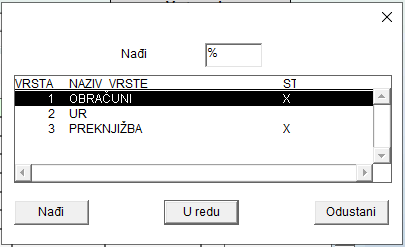 Nađi %
VRSTA NAZIV VRSTE ST
1 OBRAČUNI X
2 UR
3 PREKNJIŽBA X
Nađi U redu Odustani